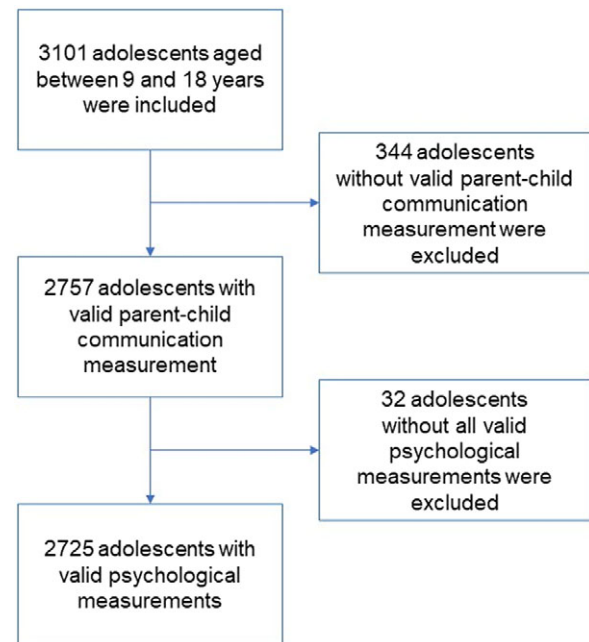 3101 adolescents aged
between 9 and 18 years
were included
344 adolescents
without valid parent-child
communication
measurement were
excluded
2757 adolescents with
valid parent-child
communication
measurement
32 adolescents
without all valid
psychological
measurements were
excluded
2725 adolescents with
valid psychological
measurements